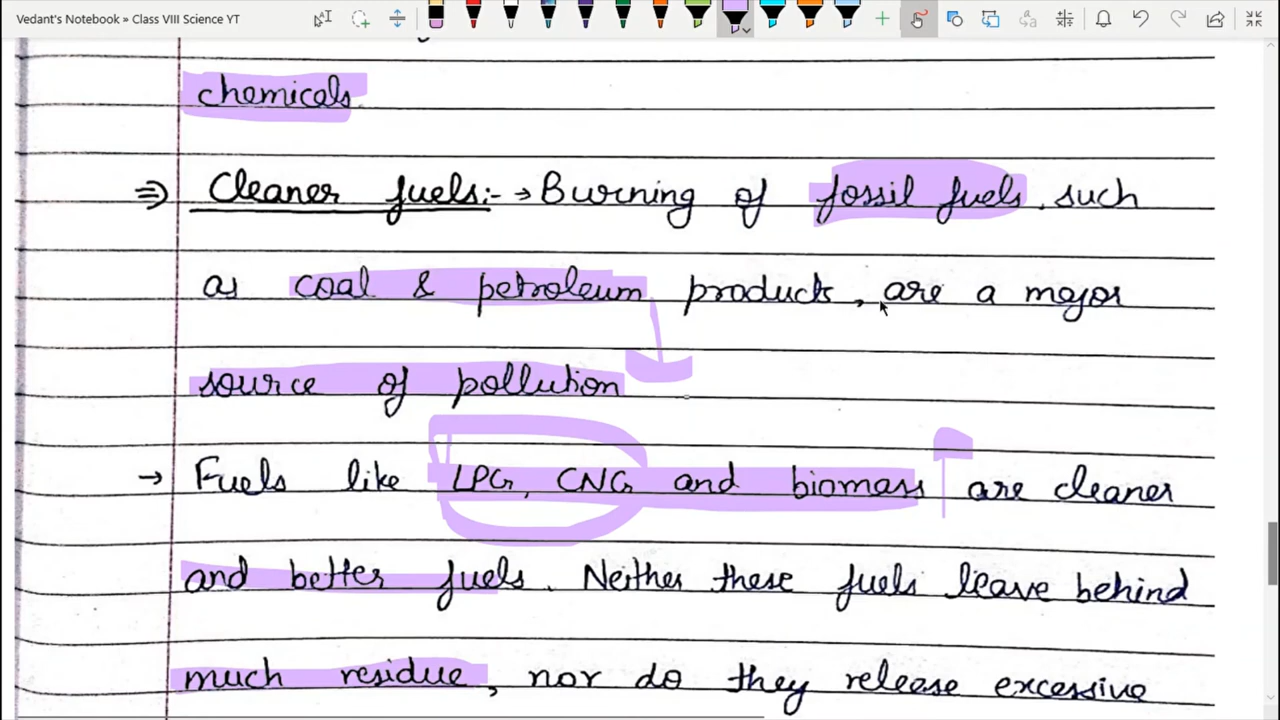 Vedant's Notebook » Class VIII Science YT
chemicals
⇒ Cleaner fuels:- → Burning of fossil fuels, such
as coal & petroleum products, are a major
source of pollution
→ Fuels like LPG, CNG and biomass are cleaner
and better fuels. Neither these fuels leave behind
much residue, nor do they release excessive